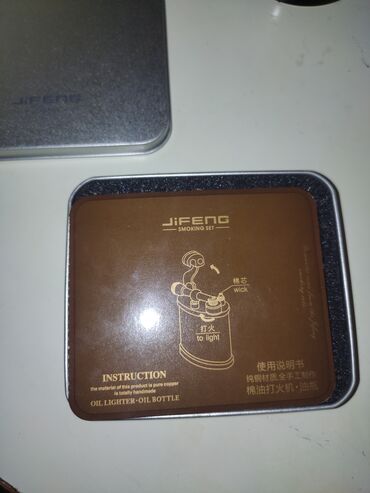 JIFENG
JIFENG
SMOKING SET
棉芯
wick
打火
to light
INSTRUCTION
the material of this product is pure copper
is totally handmade
OIL LIGHTER·OIL BOTTLE
使用说明书
纯铜材质,全手工制作
棉油打火机·油瓶